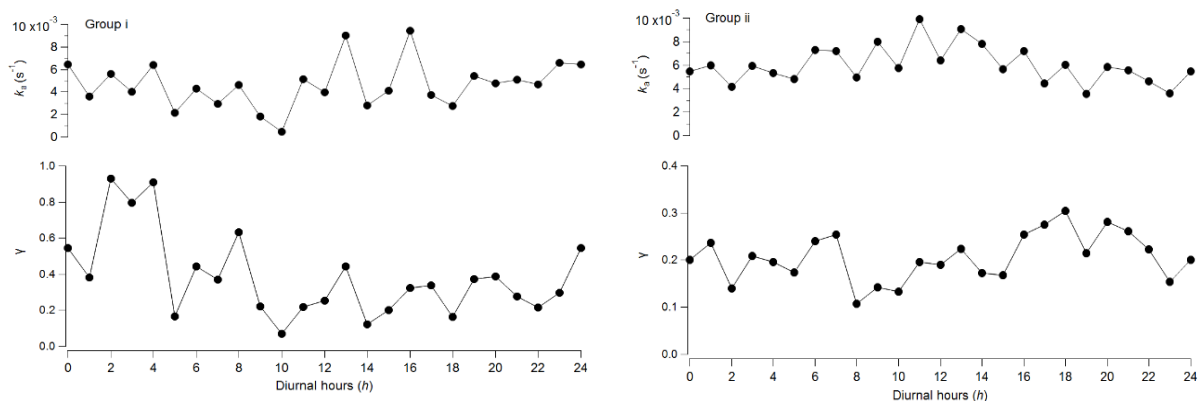 Group i
10 x10⁻³
8
6
4
2
0
kₐ (s⁻¹)
1.0
0.8
0.6
0.4
0.2
0.0
γ
0 2 4 6 8 10 12 14 16 18 20 22 24
Diurnal hours (h)
Group ii
10 x10⁻³
8
6
4
2
0
kₐ (s⁻¹)
0.4
0.3
0.2
0.1
0.0
γ
0 2 4 6 8 10 12 14 16 18 20 22 24
Diurnal hours (h)